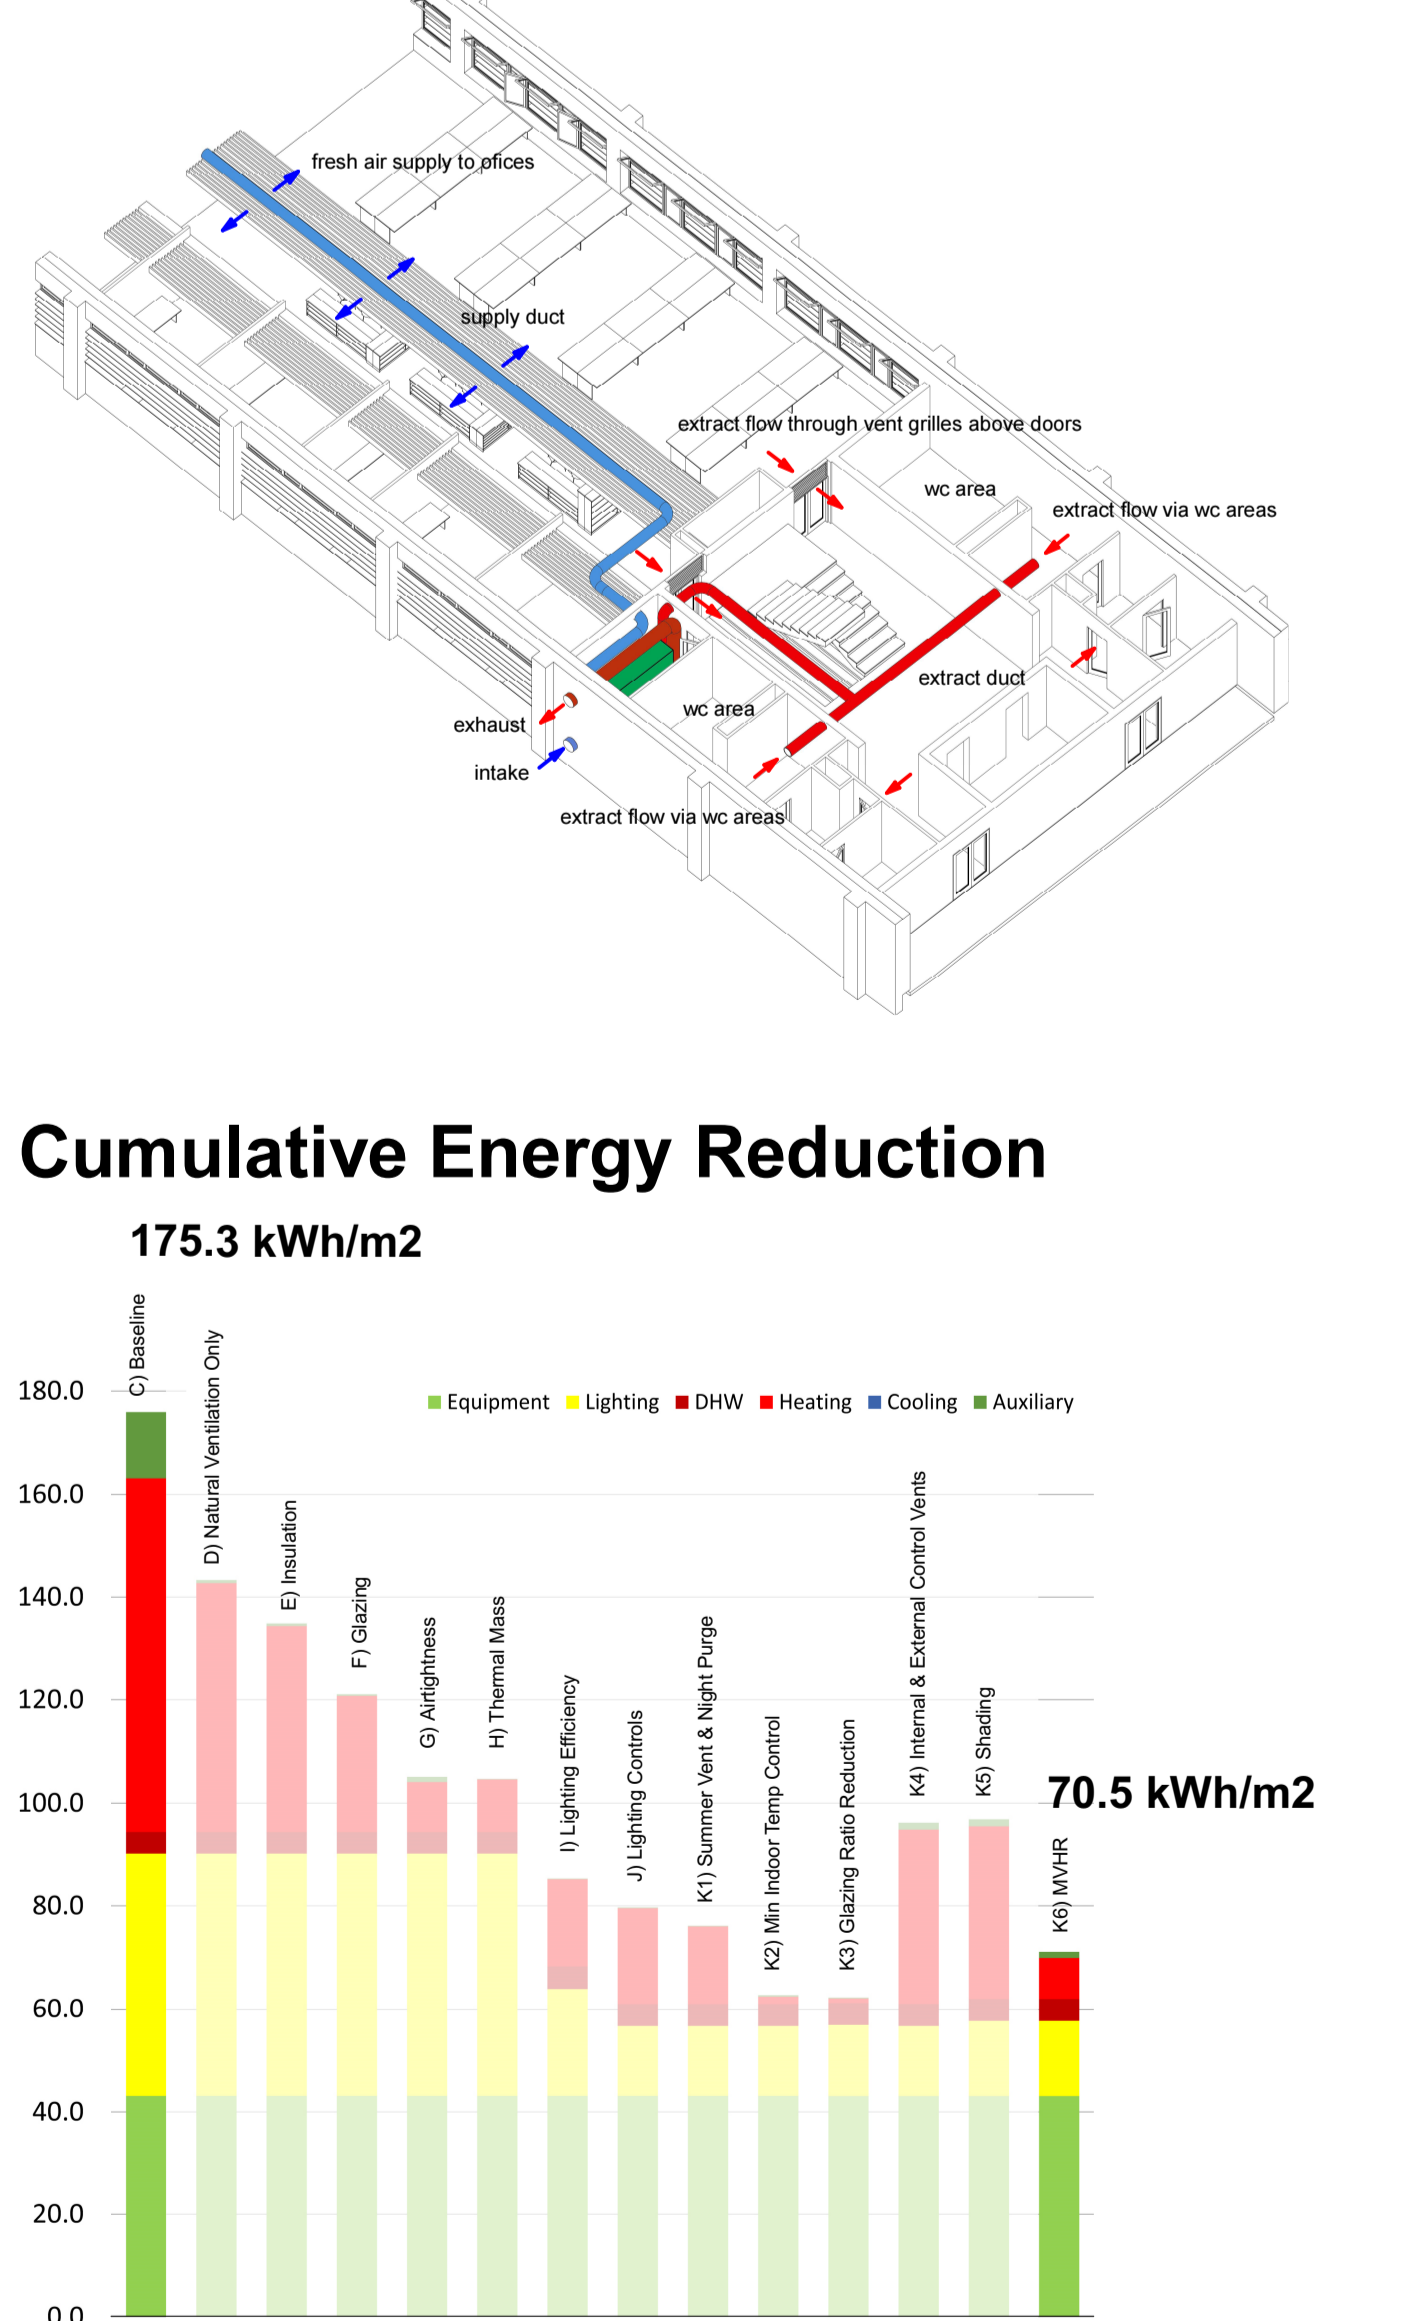 fresh air supply to ofices
supply duct
extract flow through vent grilles above doors
wc area
extract flow via wc areas
extract duct
wc area
exhaust
intake
extract flow via wc areas
Cumulative Energy Reduction
175.3 kWh/m2
C) Baseline
D) Natural Ventilation Only
E) Insulation
F) Glazing
G) Airtightness
H) Thermal Mass
I) Lighting Efficiency
J) Lighting Controls
K1) Summer Vent & Night Purge
K2) Min Indoor Temp Control
K3) Glazing Ratio Reduction
K4) Internal & External Control Vents
K5) Shading
70.5 kWh/m2
K6) MVHR
Equipment Lighting DHW Heating Cooling Auxiliary
180.0
160.0
140.0
120.0
100.0
80.0
60.0
40.0
20.0
0.0